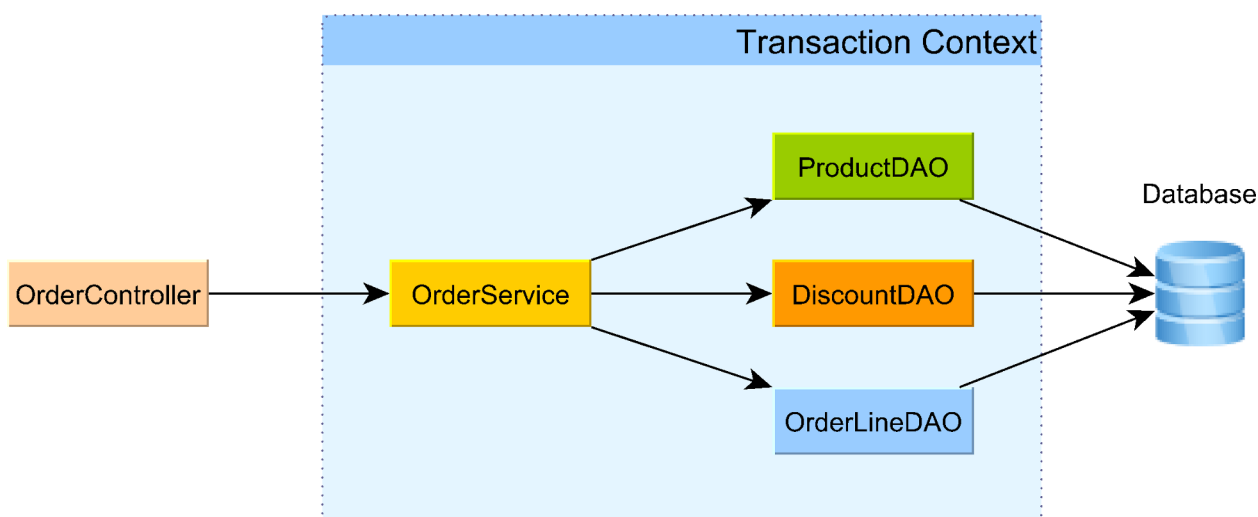 Transaction Context
ProductDAO
Database
OrderController
OrderService
DiscountDAO
OrderLineDAO